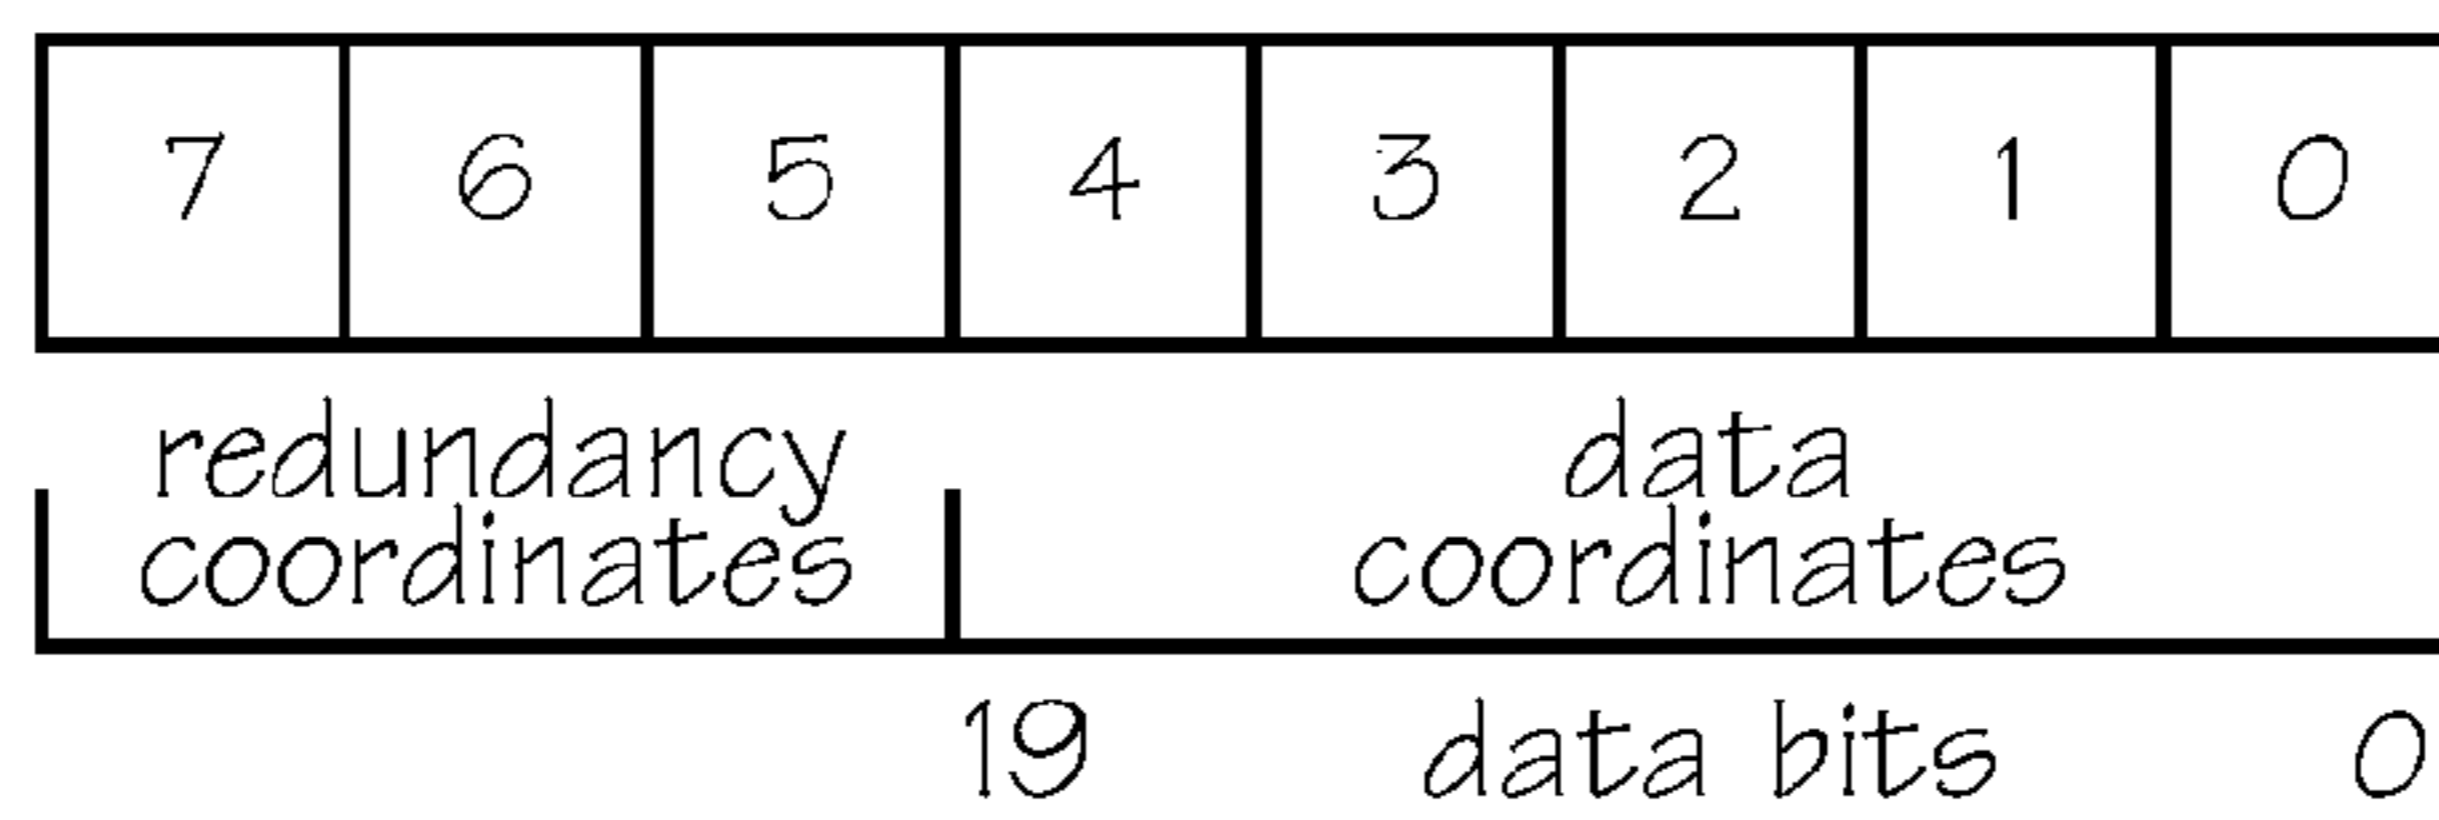 7 6 5 4 3 2 1 0
redundancy data
coordinates coordinates
19 data bits 0